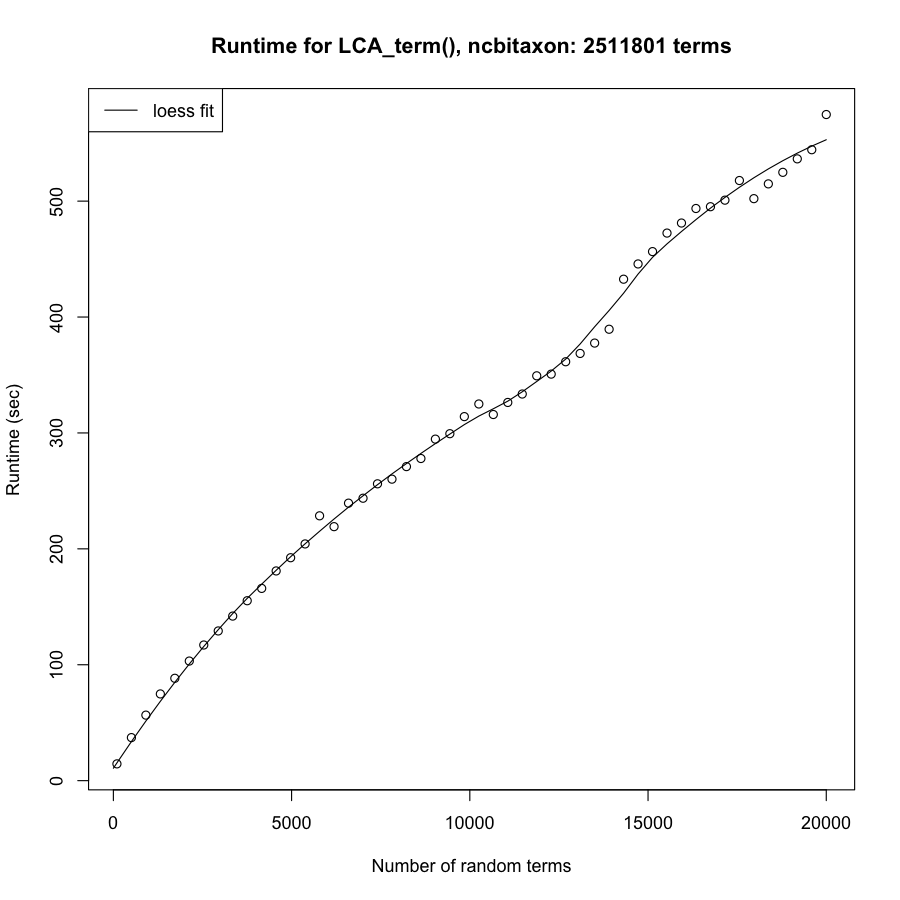 Runtime for LCA_term(), ncbitaxon: 2511801 terms
loess fit
Runtime (sec)
500
400
300
200
100
0
0 5000 10000 15000 20000
Number of random terms